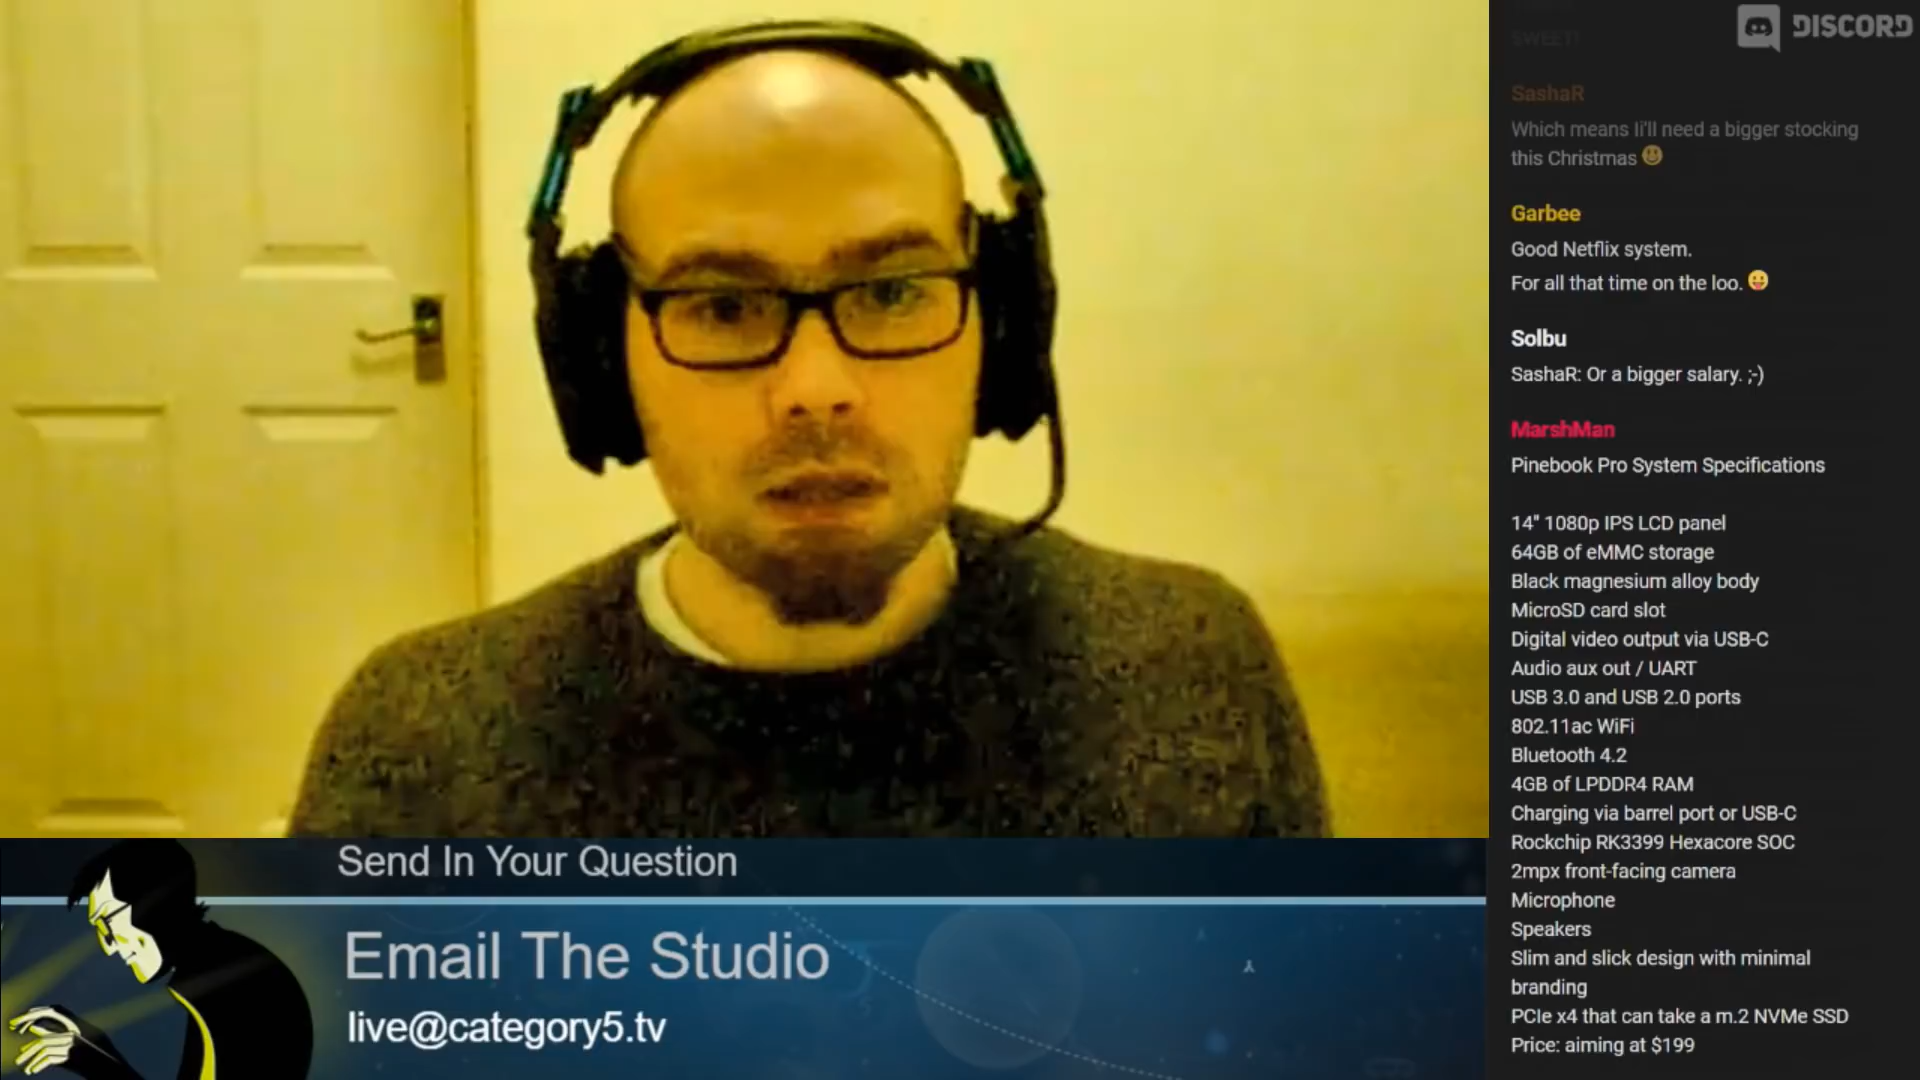 DISCORD
SWEET!
SashaR
Which means Ii'll need a bigger stocking
this Christmas
Garbee
Good Netflix system.
For all that time on the loo.
Solbu
SashaR: Or a bigger salary. ;-)
MarshMan
Pinebook Pro System Specifications
14" 1080p IPS LCD panel
64GB of eMMC storage
Black magnesium alloy body
MicroSD card slot
Digital video output via USB-C
Audio aux out / UART
USB 3.0 and USB 2.0 ports
802.11ac WiFi
Bluetooth 4.2
4GB of LPDDR4 RAM
Charging via barrel port or USB-C
Rockchip RK3399 Hexacore SOC
2mpx front-facing camera
Microphone
Speakers
Slim and slick design with minimal
branding
PCIe x4 that can take a m.2 NVMe SSD
Price: aiming at $199
Send In Your Question
Email The Studio
live@category5.tv